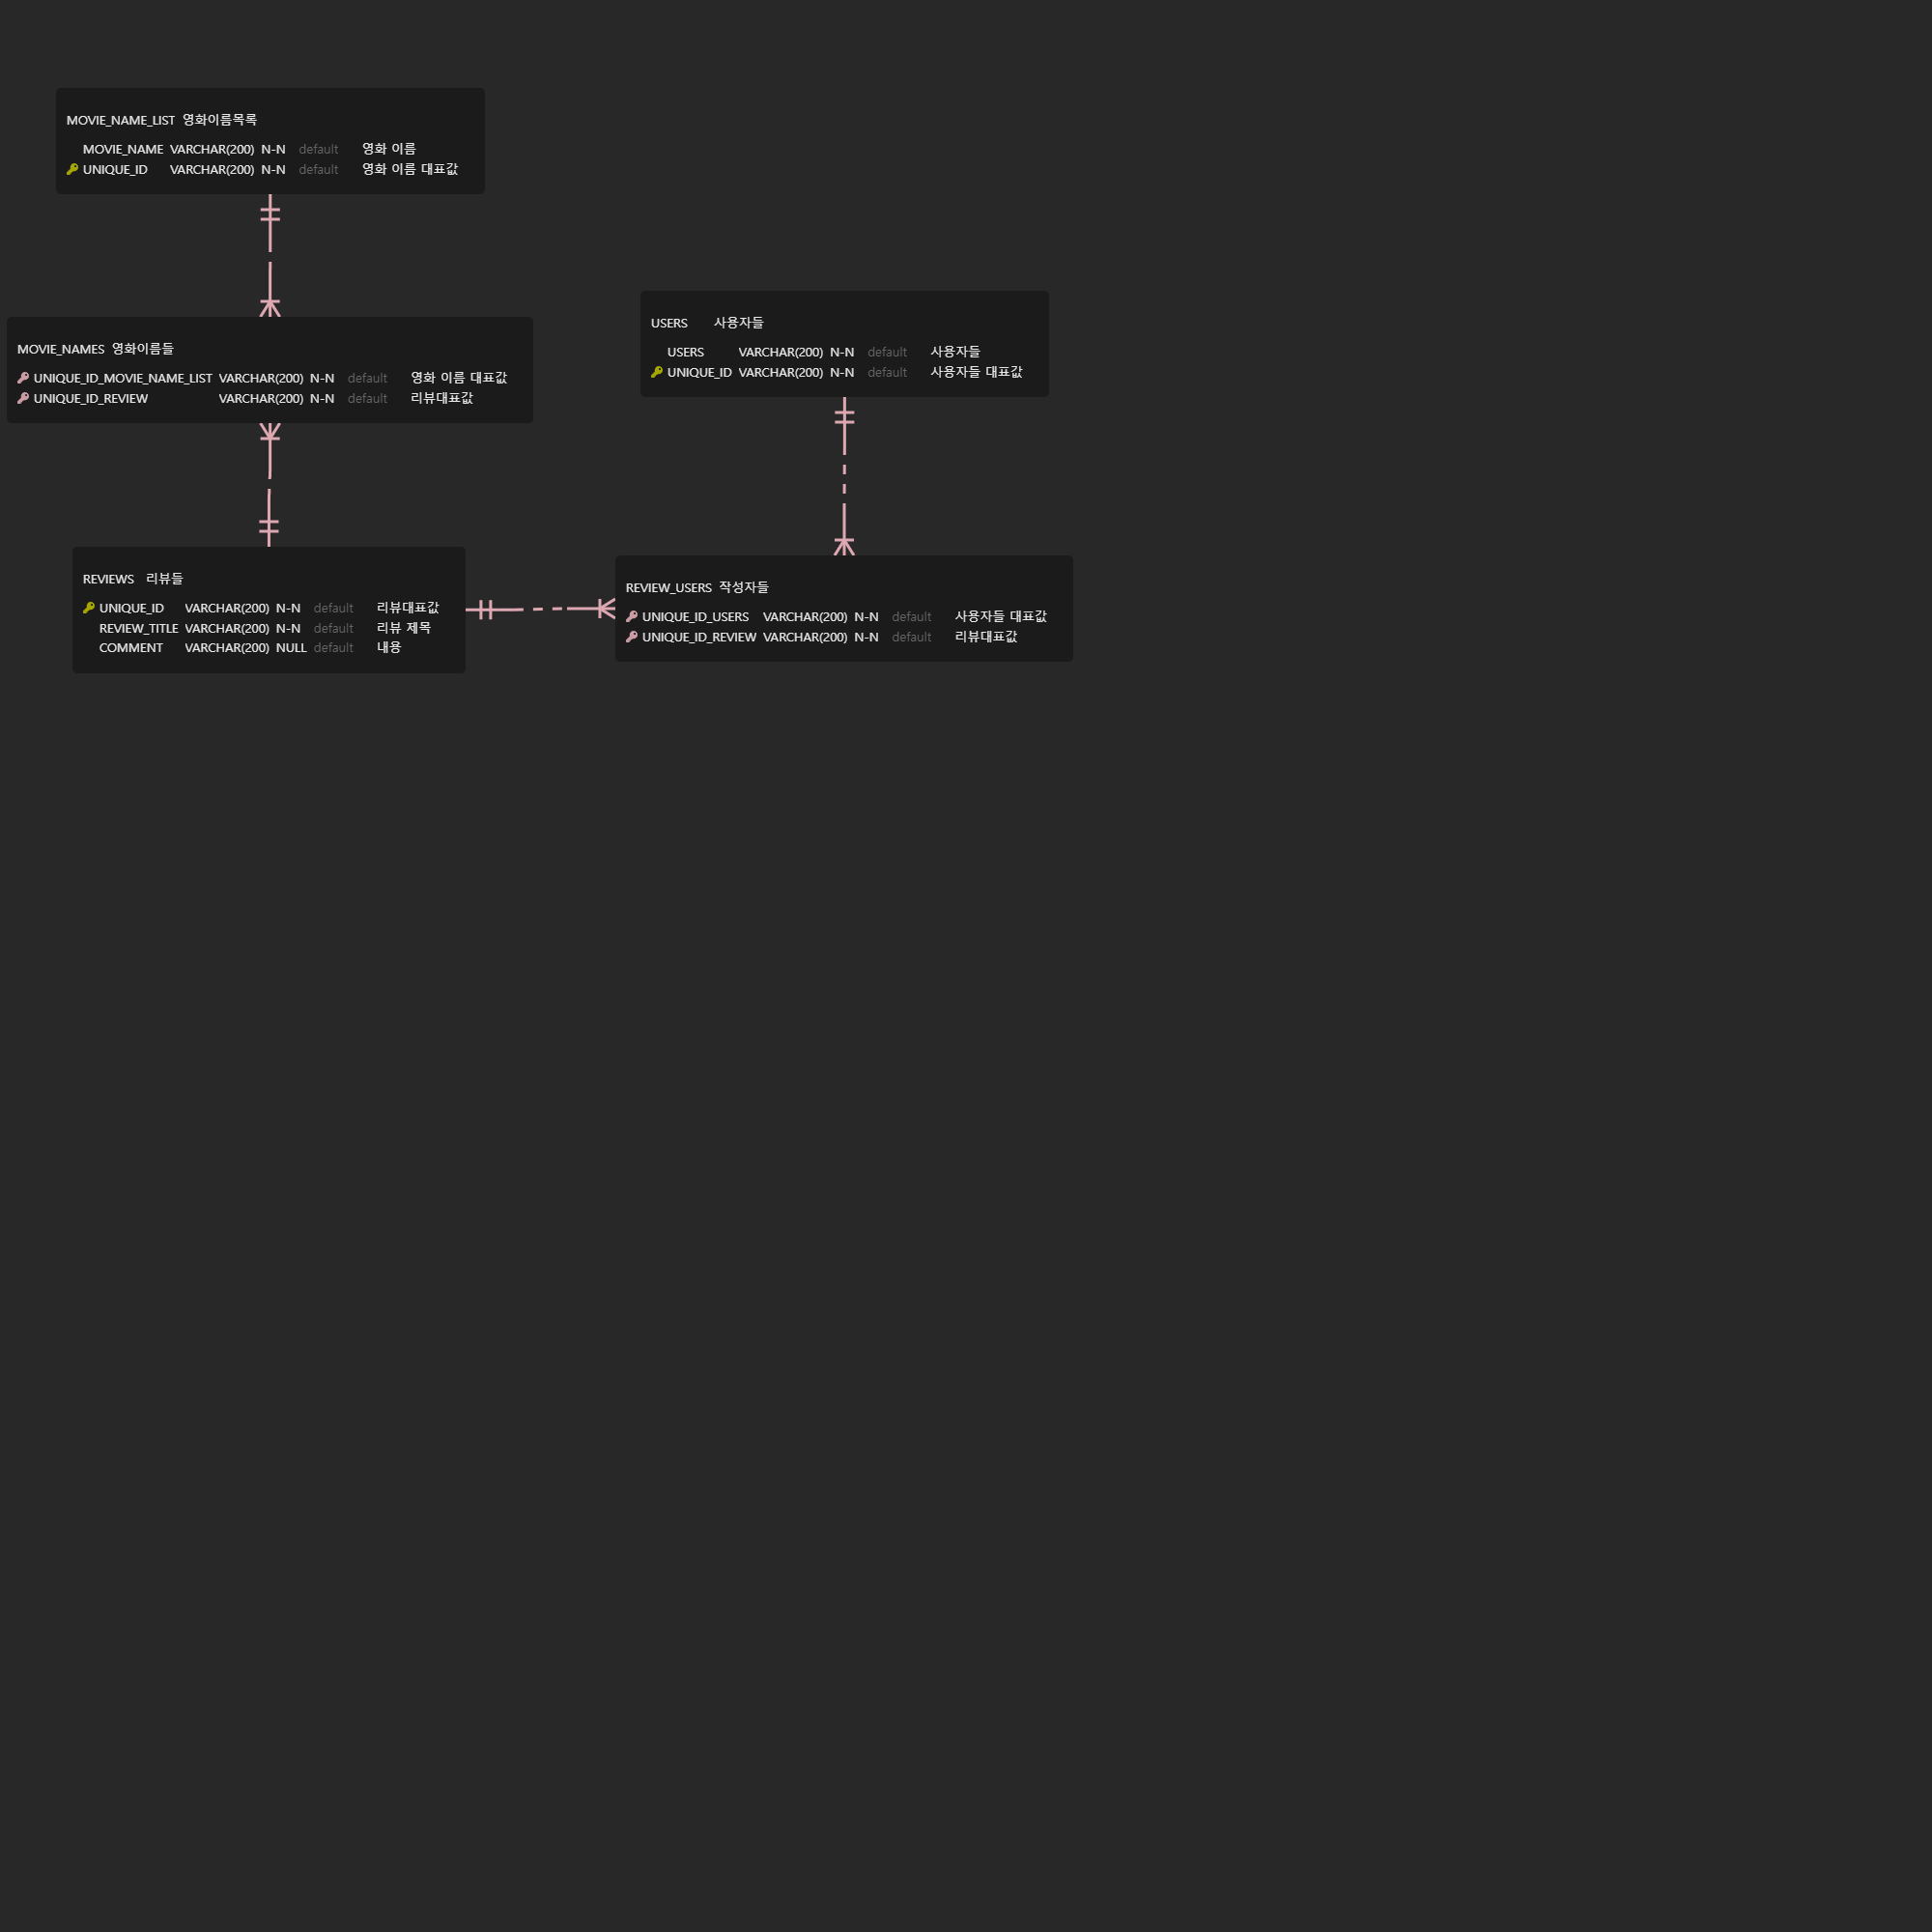 MOVIE_NAME_LIST 영화이름목록
MOVIE_NAME VARCHAR(200) N-N default 영화 이름
UNIQUE_ID VARCHAR(200) N-N default 영화 이름 대표값
MOVIE_NAMES 영화이름들
UNIQUE_ID_MOVIE_NAME_LIST VARCHAR(200) N-N default 영화 이름 대표값
UNIQUE_ID_REVIEW VARCHAR(200) N-N default 리뷰대표값
USERS 사용자들
USERS VARCHAR(200) N-N default 사용자들
UNIQUE_ID VARCHAR(200) N-N default 사용자들 대표값
REVIEWS 리뷰들
UNIQUE_ID VARCHAR(200) N-N default 리뷰대표값
REVIEW_TITLE VARCHAR(200) N-N default 리뷰 제목
COMMENT VARCHAR(200) NULL default 내용
REVIEW_USERS 작성자들
UNIQUE_ID_USERS VARCHAR(200) N-N default 사용자들 대표값
UNIQUE_ID_REVIEW VARCHAR(200) N-N default 리뷰대표값